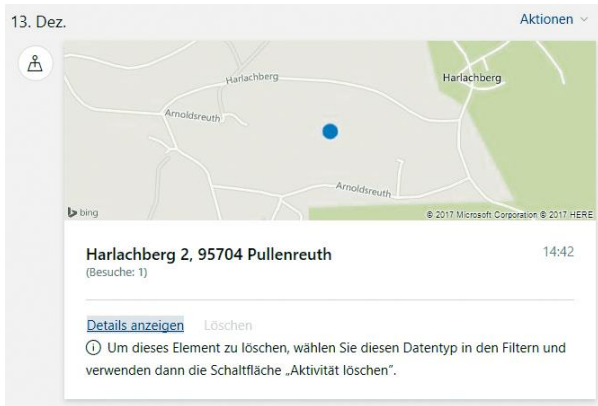 13. Dez.
Aktionen
Harlachberg
Harlachberg
Arnoldsreuth
Arnoldsreuth
bing
© 2017 Microsoft Corporation © 2017 HERE
Harlachberg 2, 95704 Pullenreuth
14:42
(Besuche: 1)
Details anzeigen
Löschen
Um dieses Element zu löschen, wählen Sie diesen Datentyp in den Filtern und
verwenden dann die Schaltfläche „Aktivität löschen“.